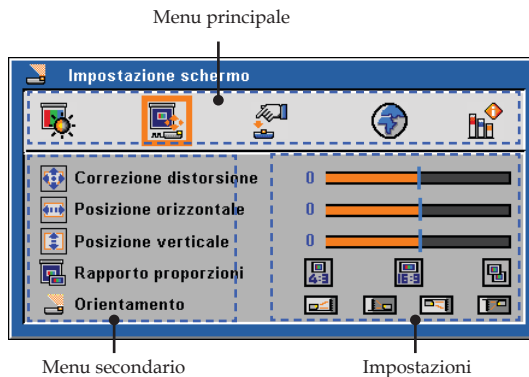 Menu principale
Impostazione schermo
Correzione distorsione 0
Posizione orizzontale 0
Posizione verticale 0
Rapporto proporzioni 4:3 16:9
Orientamento
Menu secondario Impostazioni